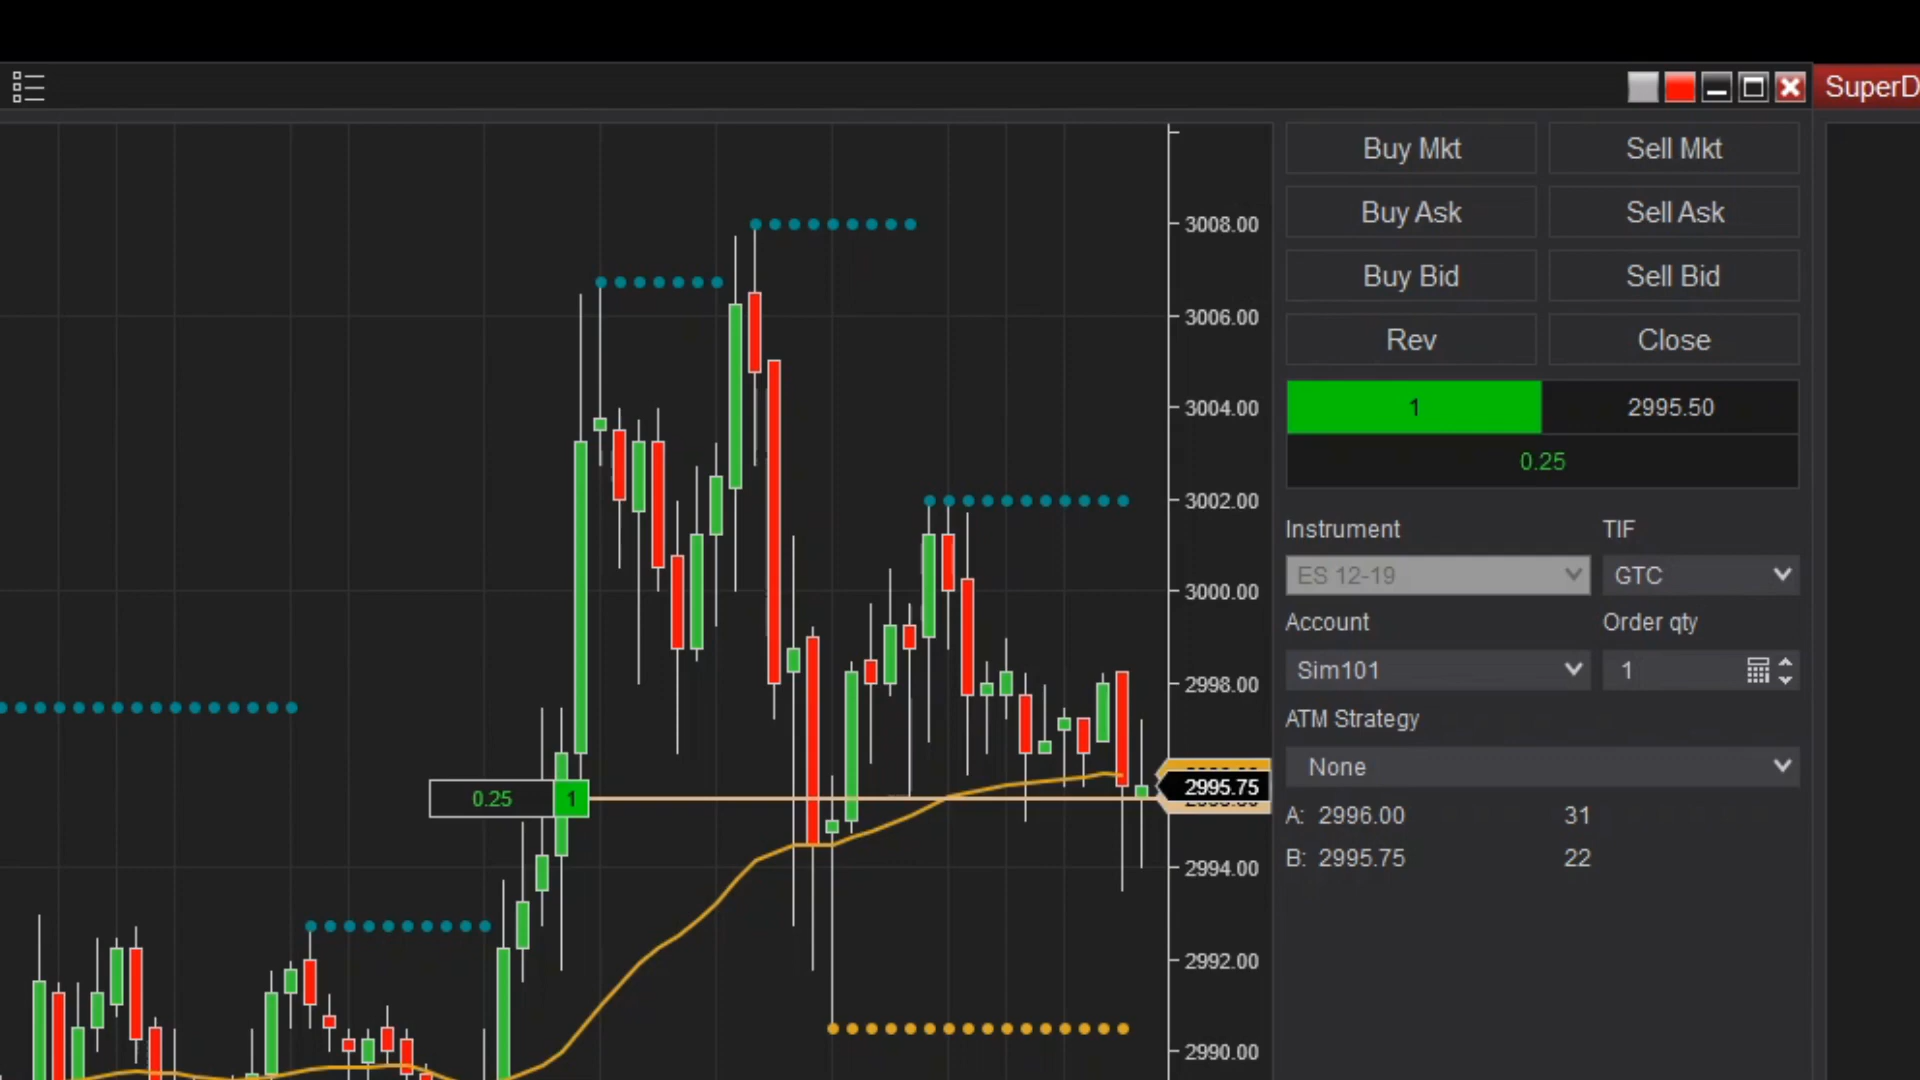 SuperD
Buy Mkt Sell Mkt
Buy Ask Sell Ask
Buy Bid Sell Bid
Rev Close
1 2995.50
0.25
Instrument TIF
ES 12-19 GTC
Account Order qty
Sim101 1
ATM Strategy
None
A: 2996.00 31
B: 2995.75 22
3008.00
3006.00
3004.00
3002.00
3000.00
2998.00
2995.75
2994.00
2992.00
2990.00
0.25 1